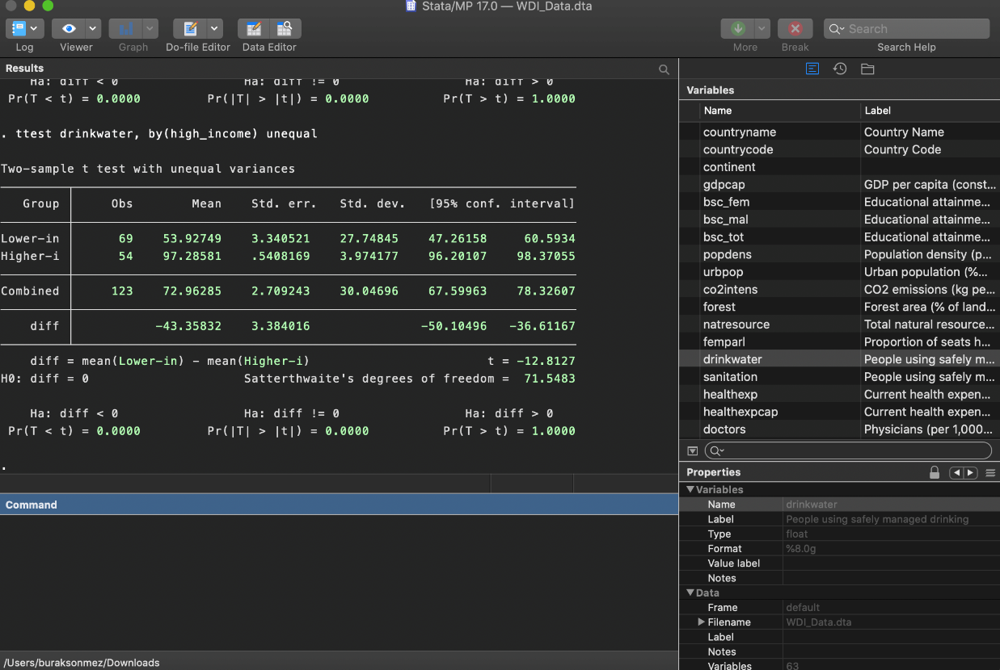 Stata/MP 17.0 — WDI_Data.dta
Log Viewer Graph Do-file Editor Data Editor More Break Search Search Help
Results
Ha: diff < 0 Ha: diff != 0 Ha: diff > 0
Pr(T < t) = 0.0000 Pr(|T| > |t|) = 0.0000 Pr(T > t) = 1.0000
. ttest drinkwater, by(high_income) unequal
Two-sample t test with unequal variances
Group Obs Mean Std. err. Std. dev. [95% conf. interval]
Lower-in 69 53.92749 3.340521 27.74845 47.26158 60.5934
Higher-i 54 97.28581 .5408169 3.974177 96.20107 98.37055
Combined 123 72.96285 2.709243 30.04696 67.59963 78.32607
diff -43.35832 3.384016 -50.10496 -36.61167
diff = mean(Lower-in) - mean(Higher-i) t = -12.8127
H0: diff = 0 Satterthwaite's degrees of freedom = 71.5483
Ha: diff < 0 Ha: diff != 0 Ha: diff > 0
Pr(T < t) = 0.0000 Pr(|T| > |t|) = 0.0000 Pr(T > t) = 1.0000
.
Command
/Users/buraksonmez/Downloads
Variables
Name Label
countryname Country Name
countrycode Country Code
continent
gdpcap GDP per capita (const...
bsc_fem Educational attainme...
bsc_mal Educational attainme...
bsc_tot Educational attainme...
popdens Population density (p...
urbpop Urban population (%...
co2intens CO2 emissions (kg pe...
forest Forest area (% of land...
natresource Total natural resource...
femparl Proportion of seats h...
drinkwater People using safely m...
sanitation People using safely m...
healthexp Current health expen...
healthexpcap Current health expen...
doctors Physicians (per 1,000...
Properties
Variables
Name drinkwater
Label People using safely managed drinking
Type float
Format %8.0g
Value label
Notes
Data
Frame default
Filename WDI_Data.dta
Label
Notes
Variables 63